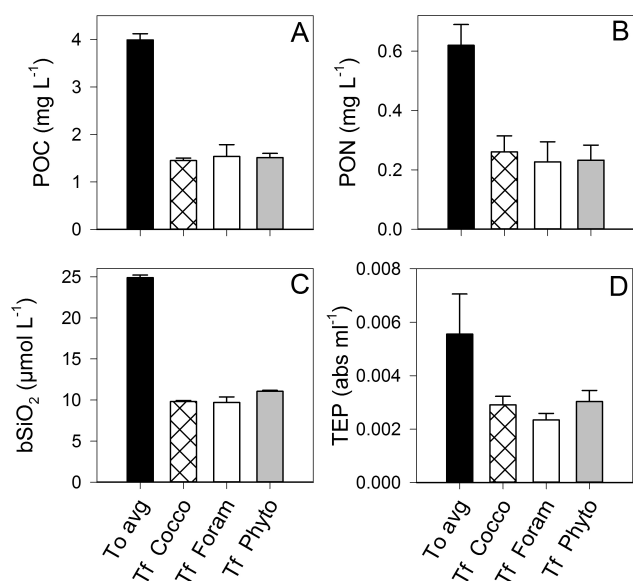 A
POC (mg L⁻¹)
4
3
2
1
0
B
PON (mg L⁻¹)
0.6
0.4
0.2
0.0
C
bSiO₂ (µmol L⁻¹)
25
20
15
10
5
0
D
TEP (abs ml⁻¹)
0.008
0.006
0.004
0.002
0.000
To avg
Tf Cocco
Tf Foram
Tf Phyto
To avg
Tf Cocco
Tf Foram
Tf Phyto